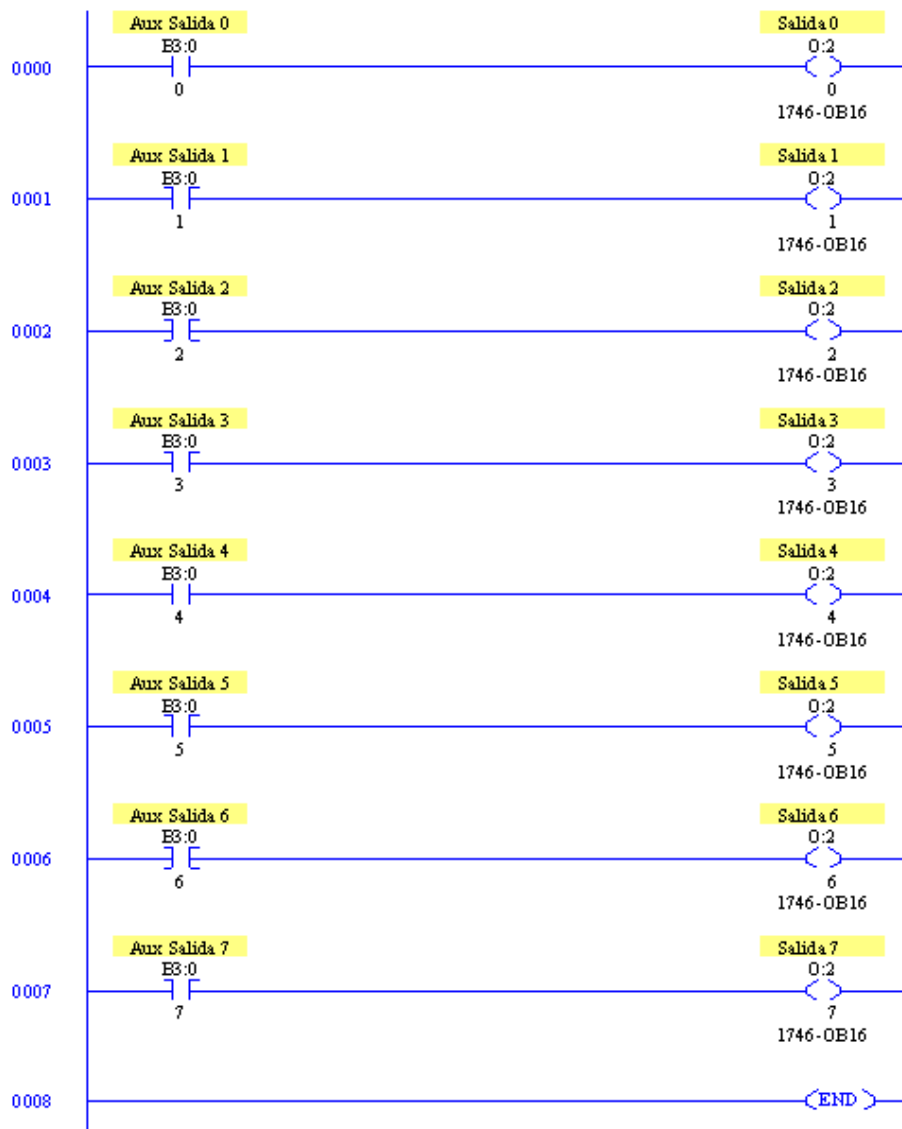 Aux Salida 0 Salida 0
B3:0 O:2
0000
0 0
1746-OB16
Aux Salida 1 Salida 1
B3:0 O:2
0001
1 1
1746-OB16
Aux Salida 2 Salida 2
B3:0 O:2
0002
2 2
1746-OB16
Aux Salida 3 Salida 3
B3:0 O:2
0003
3 3
1746-OB16
Aux Salida 4 Salida 4
B3:0 O:2
0004
4 4
1746-OB16
Aux Salida 5 Salida 5
B3:0 O:2
0005
5 5
1746-OB16
Aux Salida 6 Salida 6
B3:0 O:2
0006
6 6
1746-OB16
Aux Salida 7 Salida 7
B3:0 O:2
0007
7 7
1746-OB16
0008 END